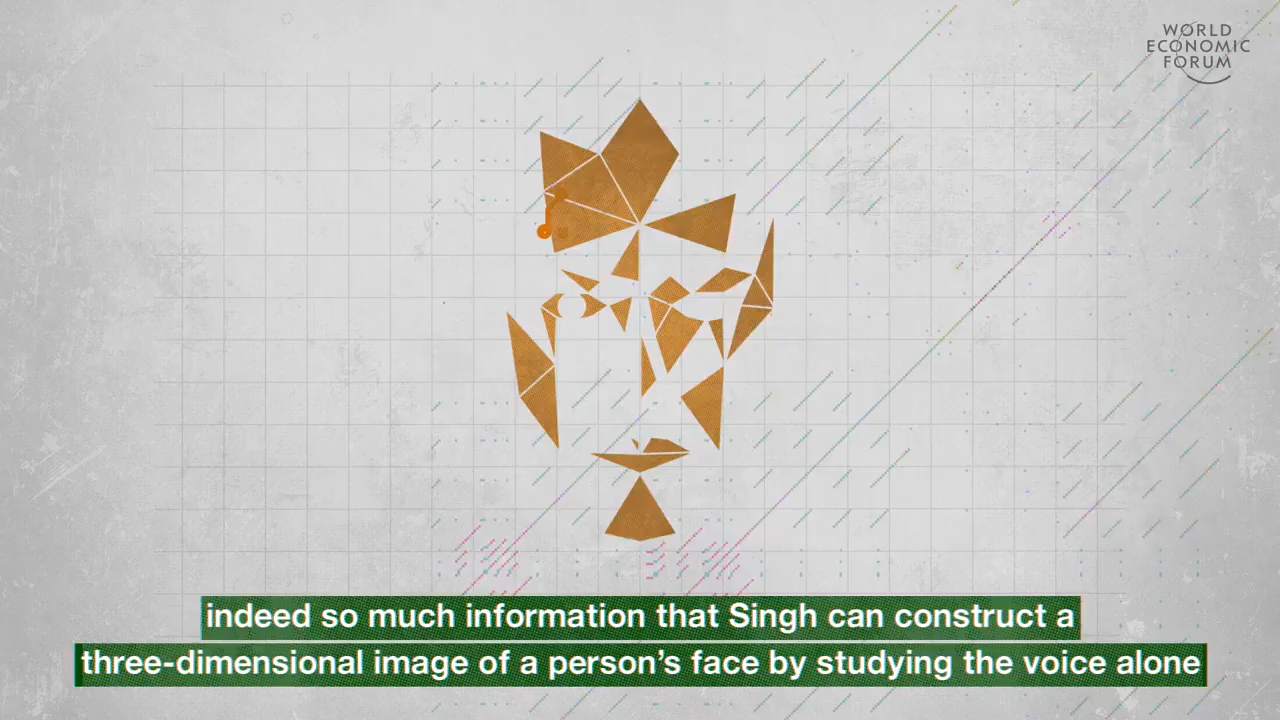 WORLD
ECONOMIC
FORUM
indeed so much information that Singh can construct a
three-dimensional image of a person’s face by studying the voice alone